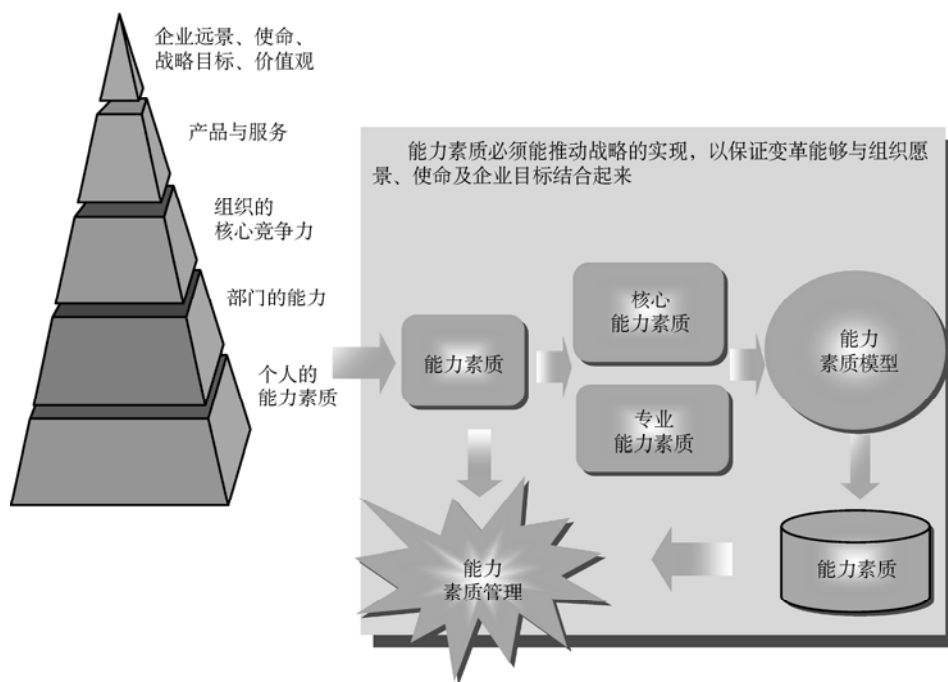 企业远景、使命、
战略目标、价值观
产品与服务
组织的
核心竞争力
部门的能力
个人的
能力素质
能力素质必须能推动战略的实现，以保证变革能够与组织愿
景、使命及企业目标结合起来
能力素质
核心
能力素质
专业
能力素质
能力
素质模型
能力素质
能力
素质管理